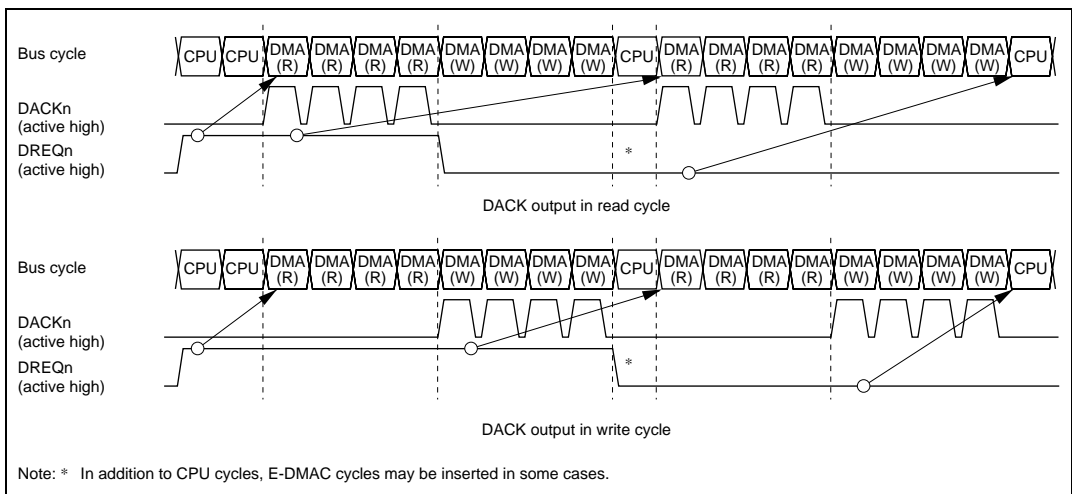 Bus cycle
CPU CPU DMA (R) DMA (R) DMA (R) DMA (R) DMA (W) DMA (W) DMA (W) DMA (W) CPU DMA (R) DMA (R) DMA (R) DMA (R) DMA (W) DMA (W) DMA (W) DMA (W) CPU
DACKn
(active high)
DREQn
(active high)
*
DACK output in read cycle
Bus cycle
CPU CPU DMA (R) DMA (R) DMA (R) DMA (R) DMA (W) DMA (W) DMA (W) DMA (W) CPU DMA (R) DMA (R) DMA (R) DMA (R) DMA (W) DMA (W) DMA (W) DMA (W) CPU
DACKn
(active high)
DREQn
(active high)
*
DACK output in write cycle
Note: * In addition to CPU cycles, E-DMAC cycles may be inserted in some cases.